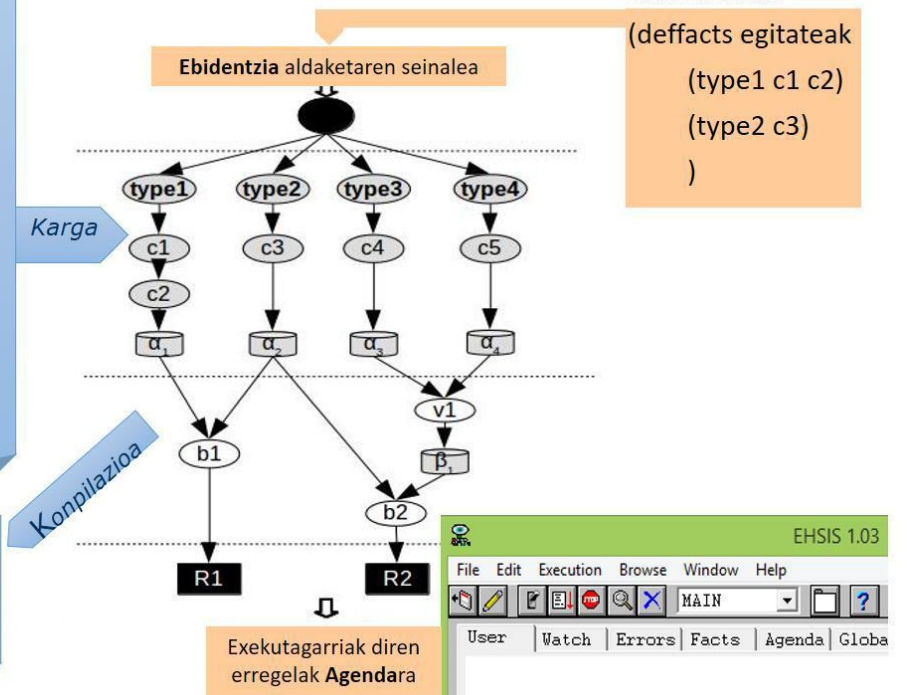 (deffacts egitateak
(type1 c1 c2)
(type2 c3)
)
Ebidentzia aldaketaren seinalea
type1 type2 type3 type4
Karga
c1 c3 c4 c5
c2
α1 α2 α3 α4
v1
b1
β1
Konpilazioa
b2
R1 R2
Exekutagarriak diren
erregelak Agendara
EHSIS 1.03
File Edit Execution Browse Window Help
STOP MAIN ?
User Watch Errors Facts Agenda Globa